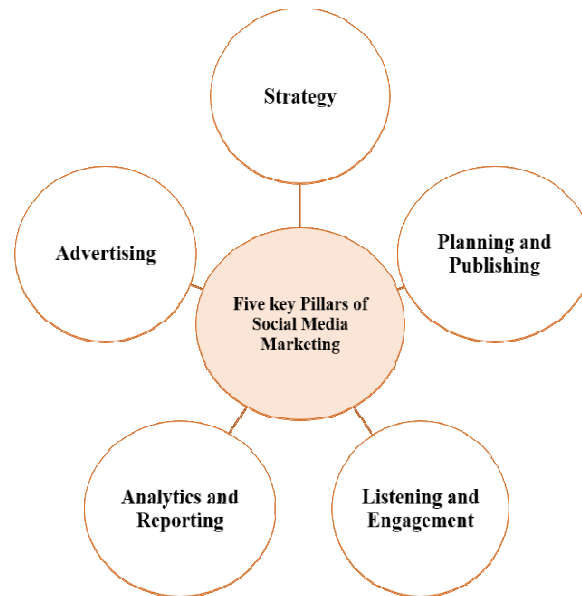 Strategy
Advertising
Planning and
Publishing
Five key Pillars of
Social Media
Marketing
Analytics and
Reporting
Listening and
Engagement